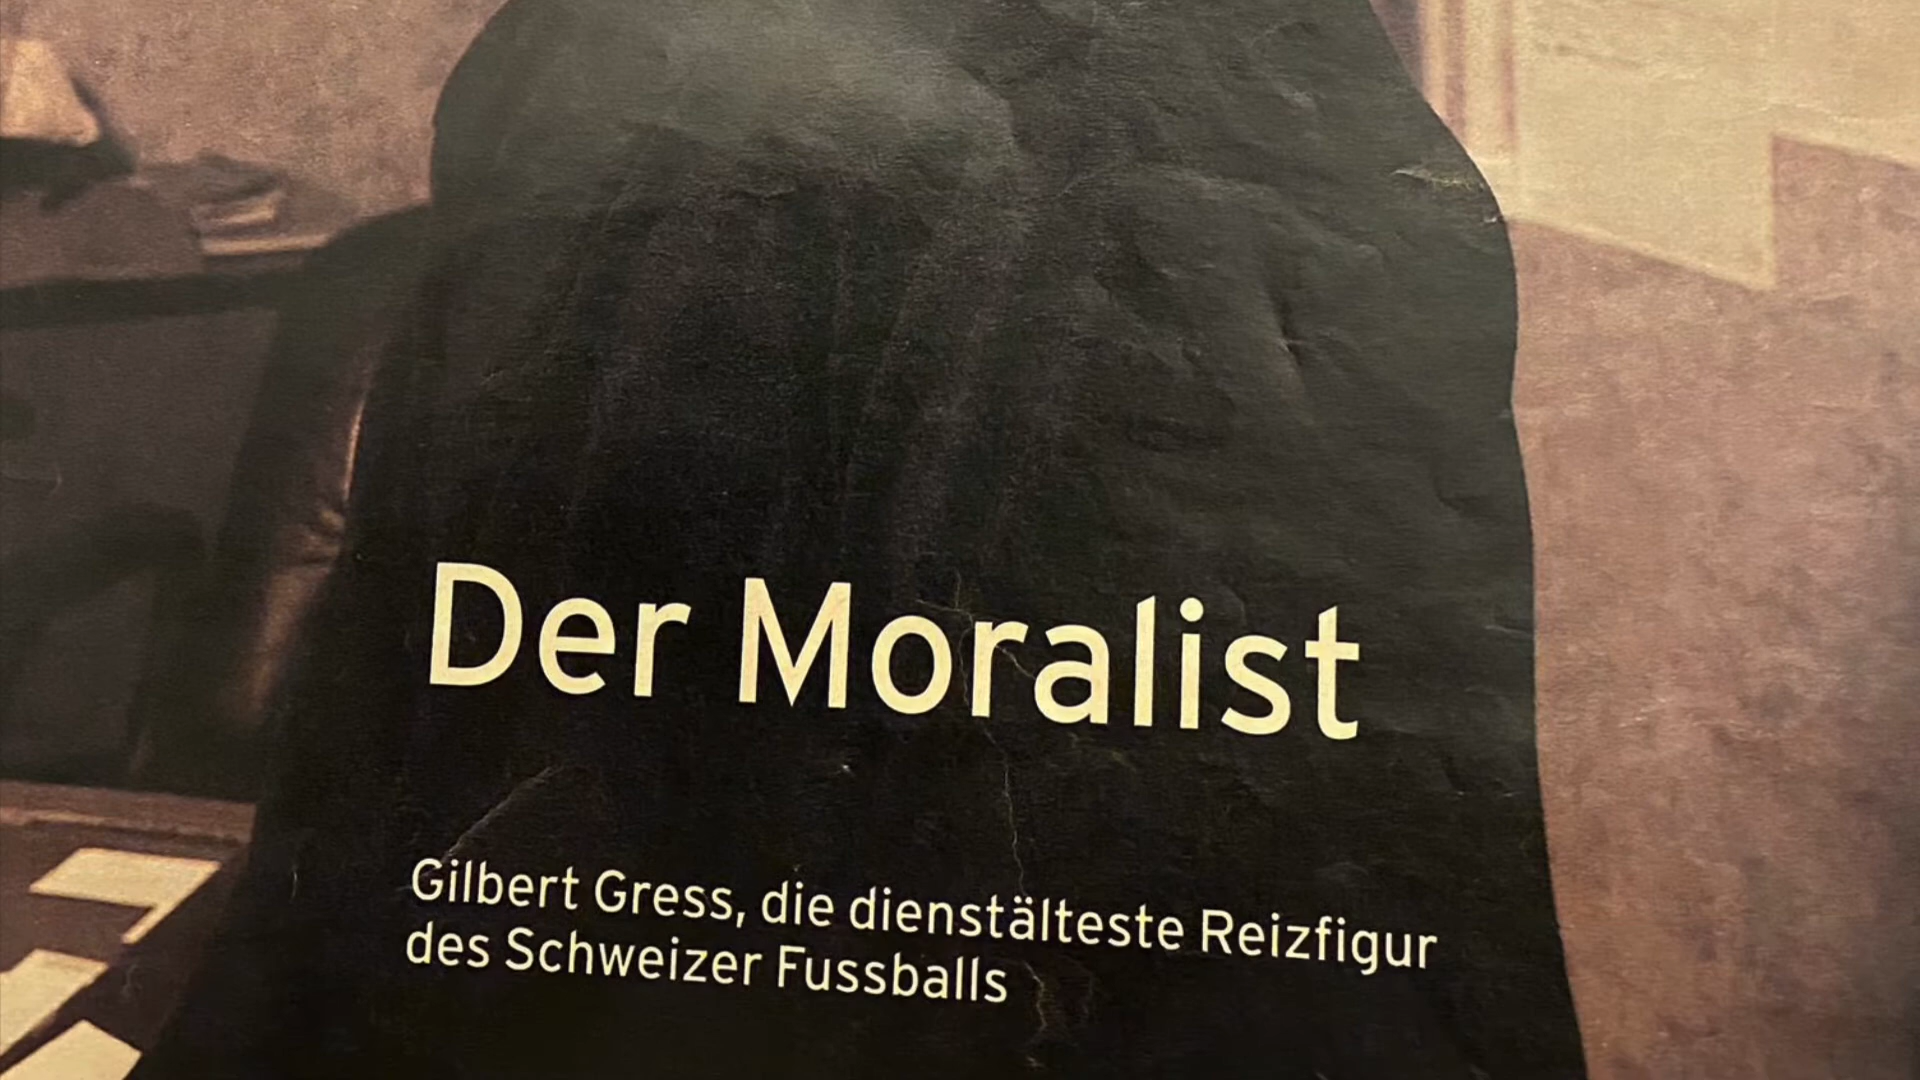 Der Moralist
Gilbert Gress, die dienstälteste Reizfigur
des Schweizer Fussballs